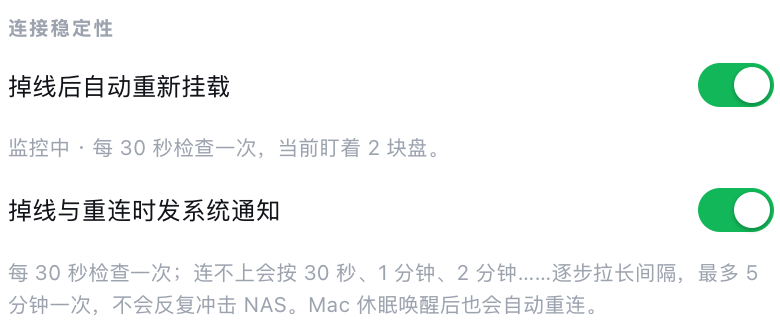 连接稳定性
掉线后自动重新挂载
监控中 · 每 30 秒检查一次，当前盯着 2 块盘。
掉线与重连时发系统通知
每 30 秒检查一次；连不上会按 30 秒、1 分钟、2 分钟……逐步拉长间隔，最多 5
分钟一次，不会反复冲击 NAS。Mac 休眠唤醒后也会自动重连。